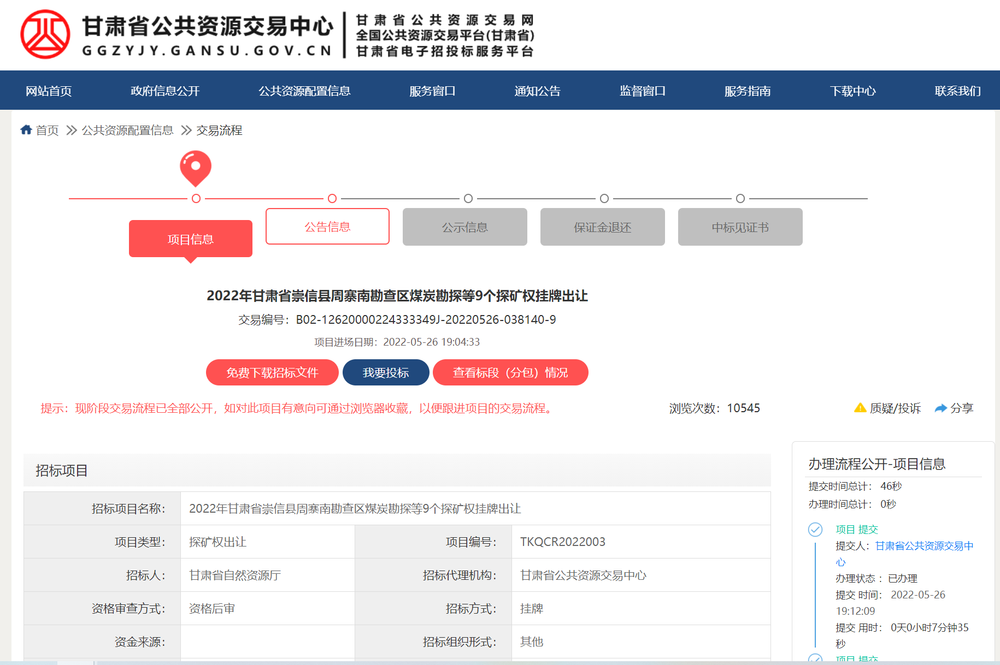 甘肃省公共资源交易中心
GGZYJY.GANSU.GOV.CN
甘肃省公共资源交易网
全国公共资源交易平台(甘肃省)
甘肃省电子招投标服务平台
网站首页 政府信息公开 公共资源配置信息 服务窗口 通知公告 监督窗口 服务指南 下载中心 联系我们
首页 公共资源配置信息 交易流程
项目信息 公告信息 公示信息 保证金退还 中标见证书
2022年甘肃省崇信县周寨南勘查区煤炭勘探等9个探矿权挂牌出让
交易编号：B02-12620000224333349J-20220526-038140-9
项目进场日期：2022-05-26 19:04:33
免费下载招标文件 我要投标 查看标段（分包）情况
提示：现阶段交易流程已全部公开，如对此项目有意向可通过浏览器收藏，以便跟进项目的交易流程。 浏览次数：10545 质疑/投诉 分享
招标项目
招标项目名称： 2022年甘肃省崇信县周寨南勘查区煤炭勘探等9个探矿权挂牌出让
项目类型： 探矿权出让 项目编号： TKQCR2022003
招标人： 甘肃省自然资源厅 招标代理机构： 甘肃省公共资源交易中心
资格审查方式： 资格后审 招标方式： 挂牌
资金来源： 招标组织形式： 其他
办理流程公开-项目信息
提交时间总计： 46秒
办理时间总计： 0秒
项目 提交
提交人：甘肃省公共资源交易中
心
办理状态 ：已办理
提交 时间： 2022-05-26
19:12:09
提交 用时： 0天0小时7分钟35
秒
项目 提交